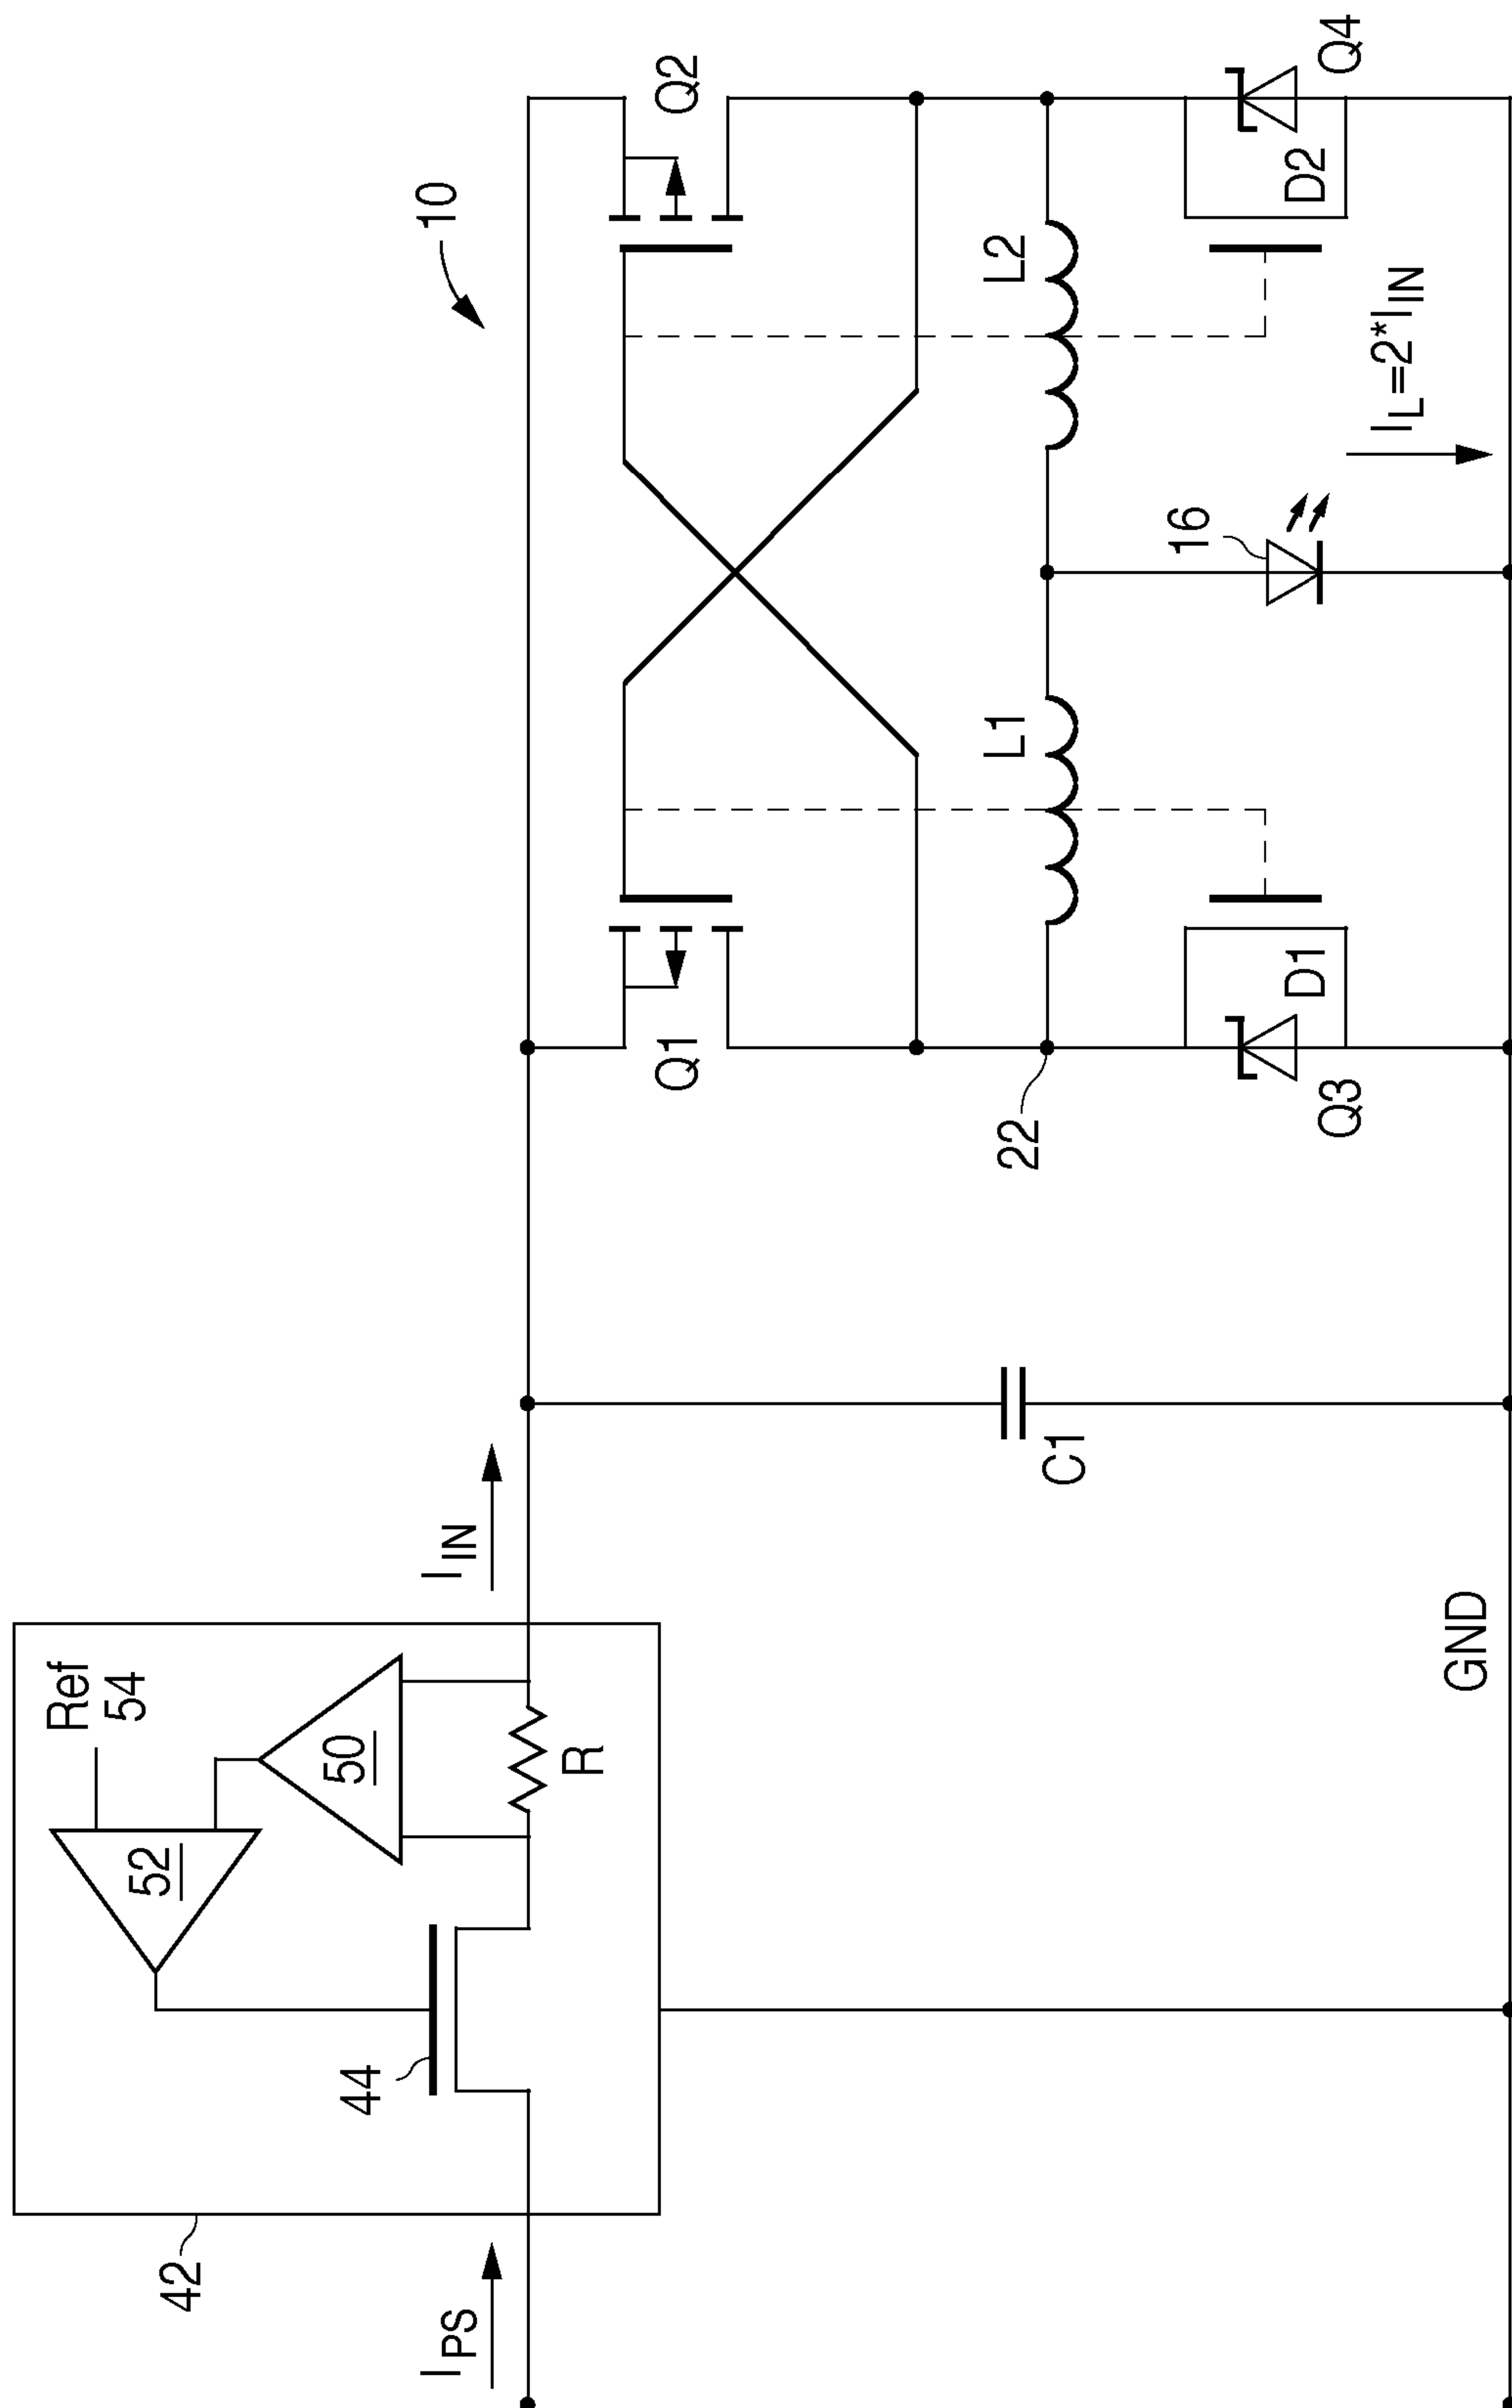 42
I_PS
44
52
Ref
54
50
R
I_IN
C1
GND
10
Q1
Q2
22
L1
L2
16
Q3
D1
D2
Q4
I_L=2*I_IN